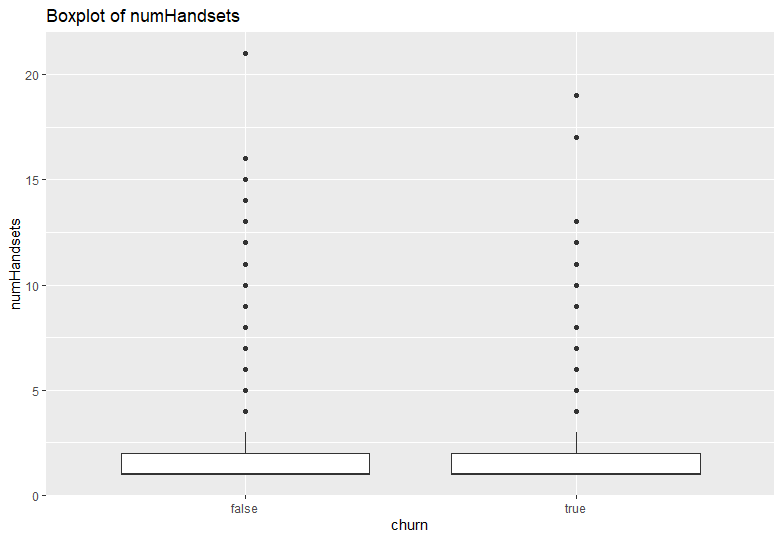 Boxplot of numHandsets
20
15
10
5
0
numHandsets
false
true
churn